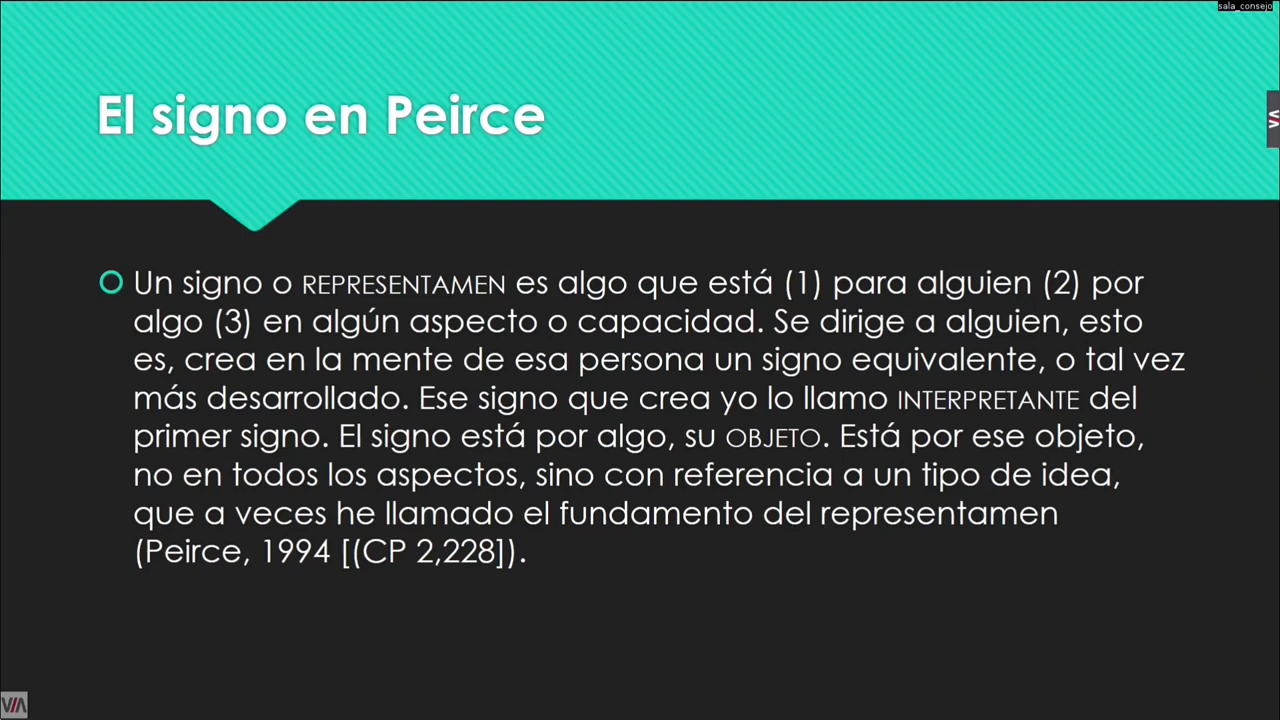 sala_consejo
El signo en Peirce
Un signo o REPRESENTAMEN es algo que está (1) para alguien (2) por
algo (3) en algún aspecto o capacidad. Se dirige a alguien, esto
es, crea en la mente de esa persona un signo equivalente, o tal vez
más desarrollado. Ese signo que crea yo lo llamo INTERPRETANTE del
primer signo. El signo está por algo, su OBJETO. Está por ese objeto,
no en todos los aspectos, sino con referencia a un tipo de idea,
que a veces he llamado el fundamento del representamen
(Peirce, 1994 [(CP 2,228]).
VIA